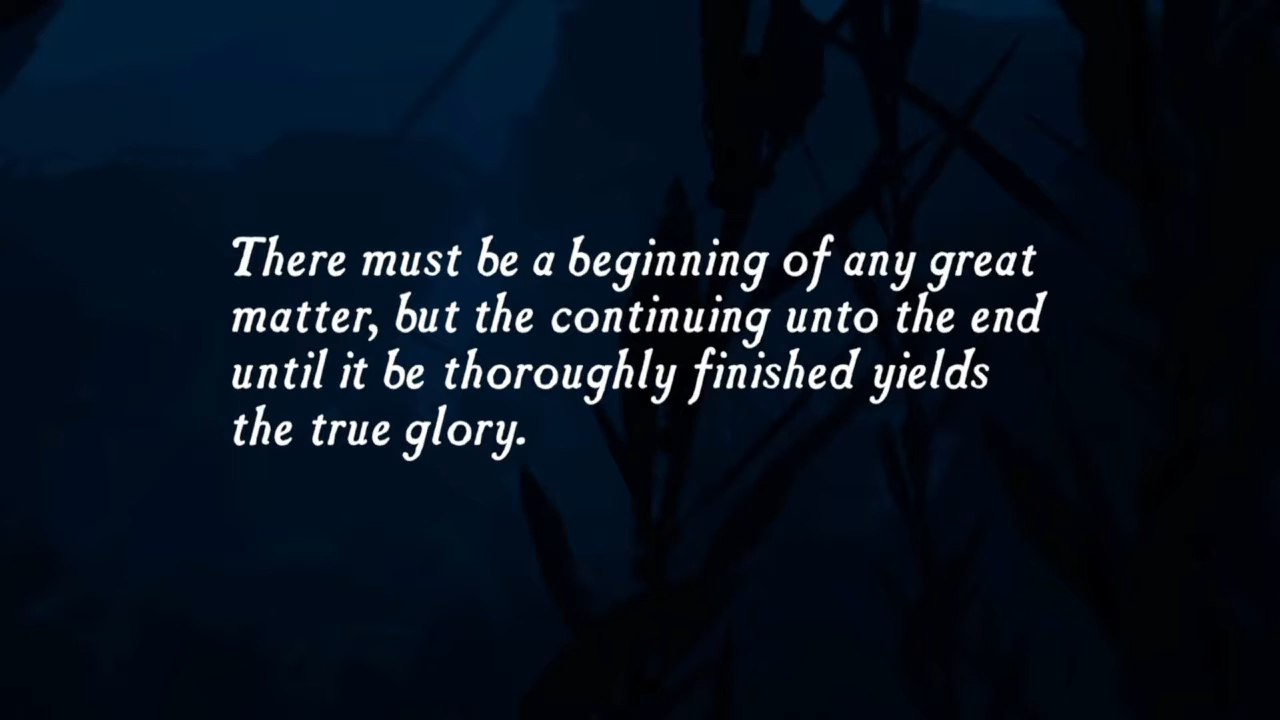 There must be a beginning of any great
matter, but the continuing unto the end
until it be thoroughly finished yields
the true glory.